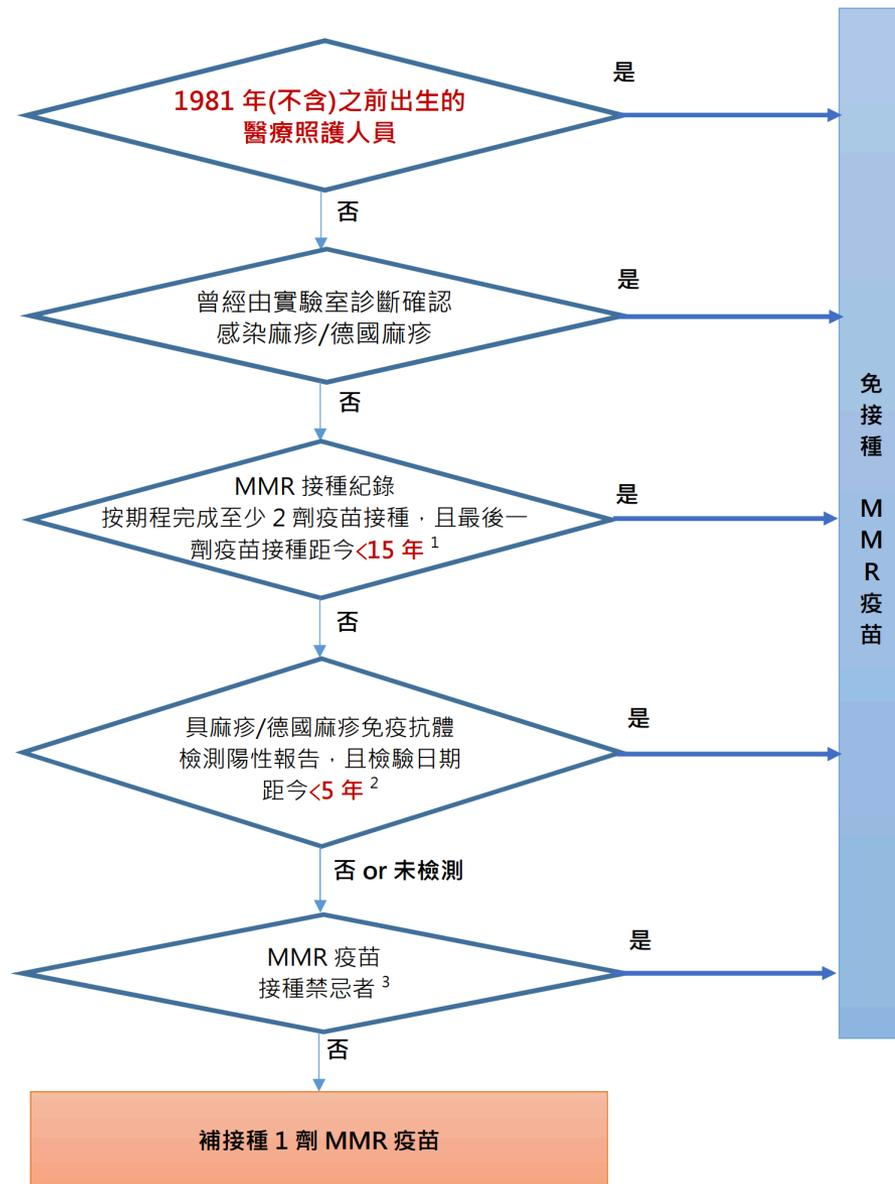 1981 年(不含)之前出生的
醫療照護人員
是
否
曾經由實驗室診斷確認
感染麻疹/德國麻疹
是
否
MMR 接種紀錄
按期程完成至少 2 劑疫苗接種，且最後一
劑疫苗接種距今<15 年 1
是
否
具麻疹/德國麻疹免疫抗體
檢測陽性報告，且檢驗日期
距今<5 年 2
是
否 or 未檢測
MMR 疫苗
接種禁忌者 3
是
否
補接種 1 劑 MMR 疫苗
免接種 MMR疫苗